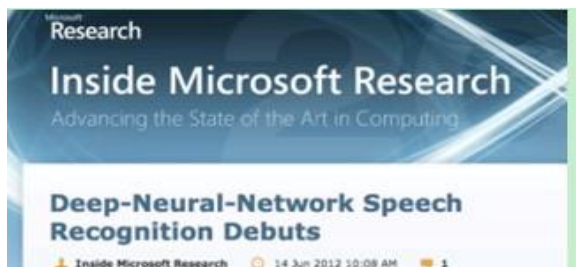 Microsoft
Research
Inside Microsoft Research
Advancing the State of the Art in Computing
Deep-Neural-Network Speech
Recognition Debuts
Inside Microsoft Research 14 Jun 2012 10:08 AM 1